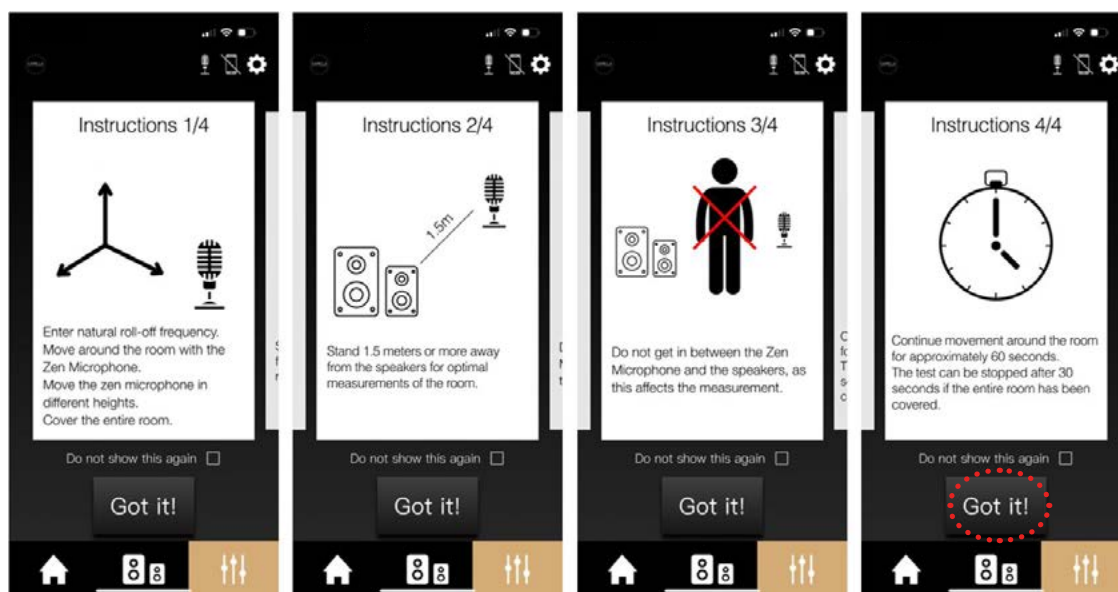 Instructions 1/4
Enter natural roll-off frequency.
Move around the room with the
Zen Microphone.
Move the zen microphone in
different heights.
Cover the entire room.
Do not show this again
Got it!
Instructions 2/4
1.5m
Stand 1.5 meters or more away
from the speakers for optimal
measurements of the room.
Do not show this again
Got it!
Instructions 3/4
Do not get in between the Zen
Microphone and the speakers, as
this affects the measurement.
Do not show this again
Got it!
Instructions 4/4
Continue movement around the room
for approximately 60 seconds.
The test can be stopped after 30
seconds if the entire room has been
covered.
Do not show this again
Got it!